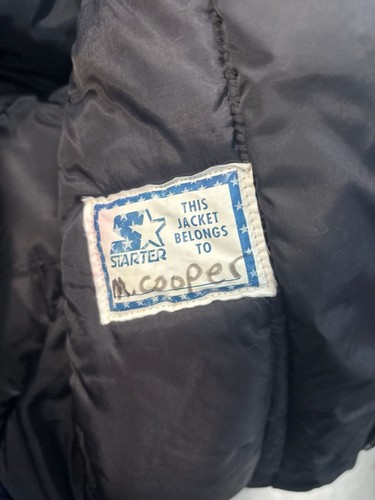 THIS
JACKET
BELONGS
TO
S
STARTER
M. Cooper